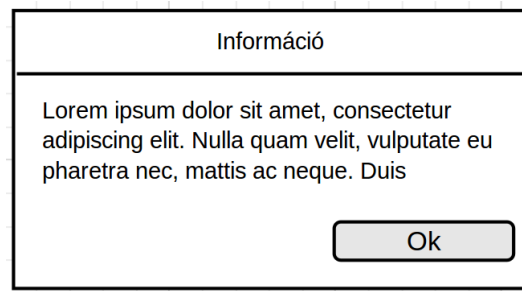 Információ
Lorem ipsum dolor sit amet, consectetur
adipiscing elit. Nulla quam velit, vulputate eu
pharetra nec, mattis ac neque. Duis
Ok